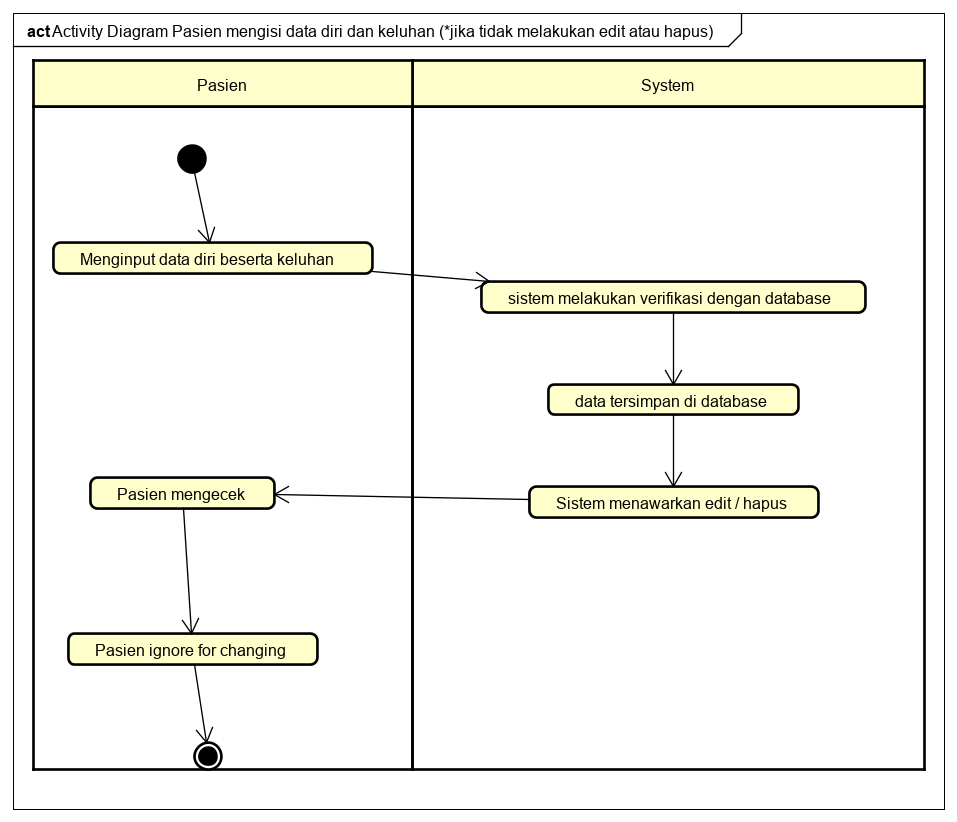 act Activity Diagram Pasien mengisi data diri dan keluhan (*jika tidak melakukan edit atau hapus)
Pasien
System
Menginput data diri beserta keluhan
sistem melakukan verifikasi dengan database
data tersimpan di database
Pasien mengecek
Sistem menawarkan edit / hapus
Pasien ignore for changing